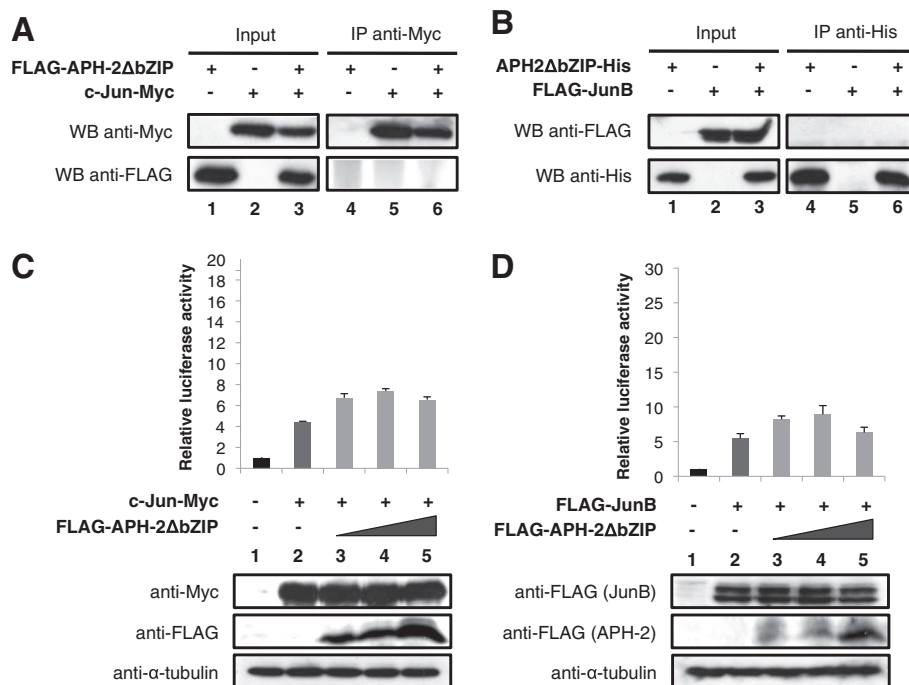 A
Input IP anti-Myc
FLAG-APH-2ΔbZIP + - + + - +
c-Jun-Myc - + + - + +
WB anti-Myc
WB anti-FLAG
1 2 3 4 5 6
B
Input IP anti-His
APH2ΔbZIP-His + - + + - +
FLAG-JunB - + + - + +
WB anti-FLAG
WB anti-His
1 2 3 4 5 6
C
Relative luciferase activity
20
18
16
14
12
10
8
6
4
2
0
c-Jun-Myc - + + + +
FLAG-APH-2ΔbZIP - -
1 2 3 4 5
anti-Myc
anti-FLAG
anti-α-tubulin
D
Relative luciferase activity
30
25
20
15
10
5
0
FLAG-JunB - + + + +
FLAG-APH-2ΔbZIP - -
1 2 3 4 5
anti-FLAG (JunB)
anti-FLAG (APH-2)
anti-α-tubulin